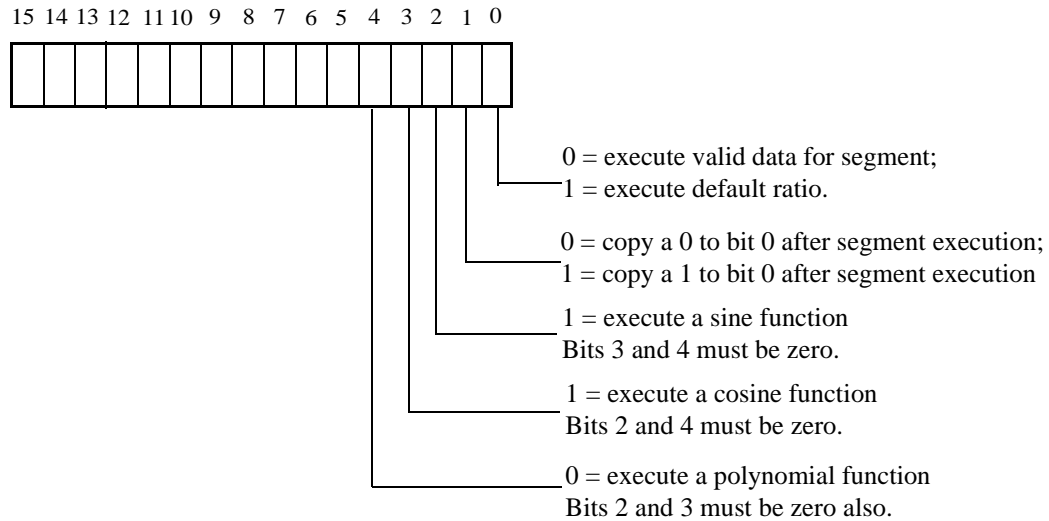 15 14 13 12 11 10 9 8 7 6 5 4 3 2 1 0
0 = execute valid data for segment;
1 = execute default ratio.
0 = copy a 0 to bit 0 after segment execution;
1 = copy a 1 to bit 0 after segment execution
1 = execute a sine function
Bits 3 and 4 must be zero.
1 = execute a cosine function
Bits 2 and 4 must be zero.
0 = execute a polynomial function
Bits 2 and 3 must be zero also.